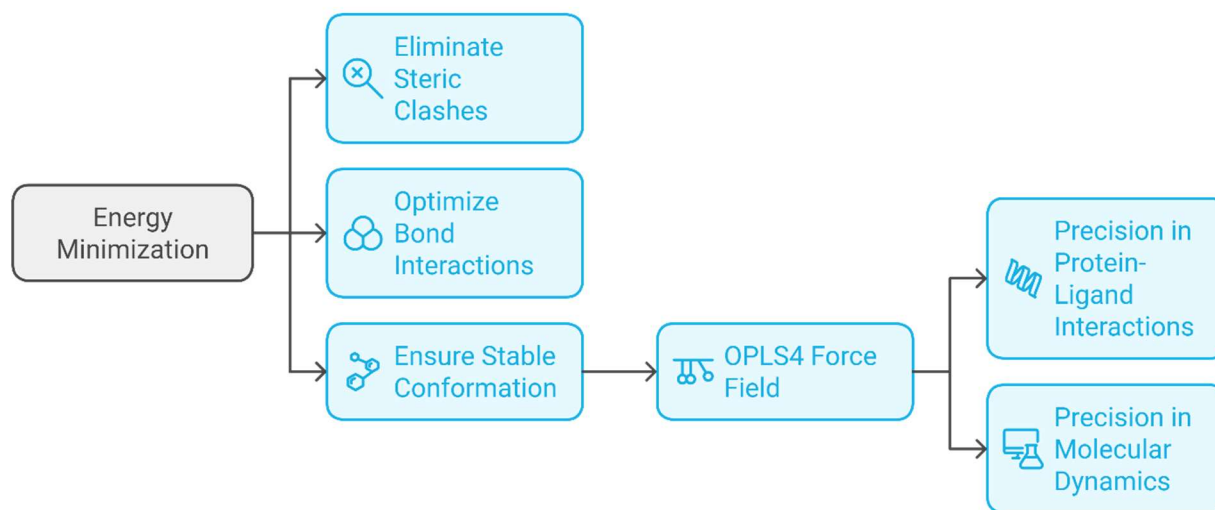 Eliminate
Steric
Clashes
Energy
Minimization
Optimize
Bond
Interactions
Ensure Stable
Conformation
OPLS4 Force
Field
Precision in
Protein-
Ligand
Interactions
Precision in
Molecular
Dynamics